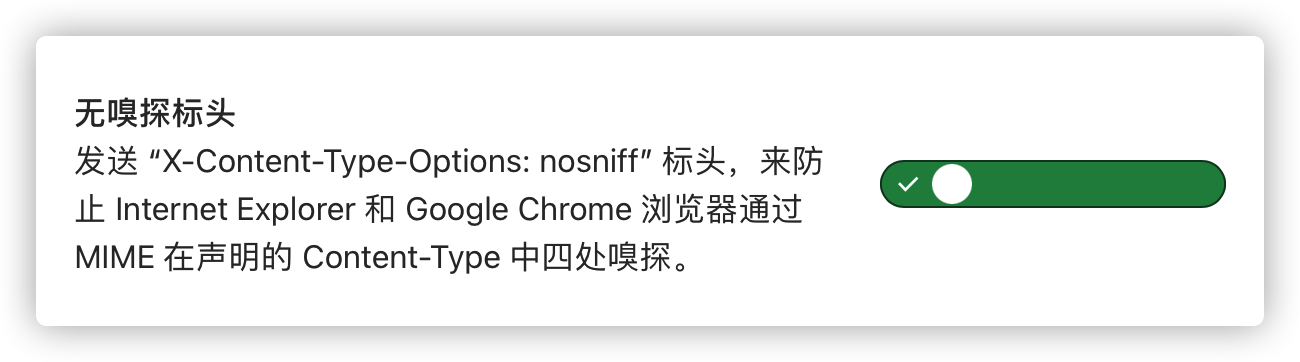 无嗅探标头
发送 “X-Content-Type-Options: nosniff” 标头，来防
止 Internet Explorer 和 Google Chrome 浏览器通过
MIME 在声明的 Content-Type 中四处嗅探。